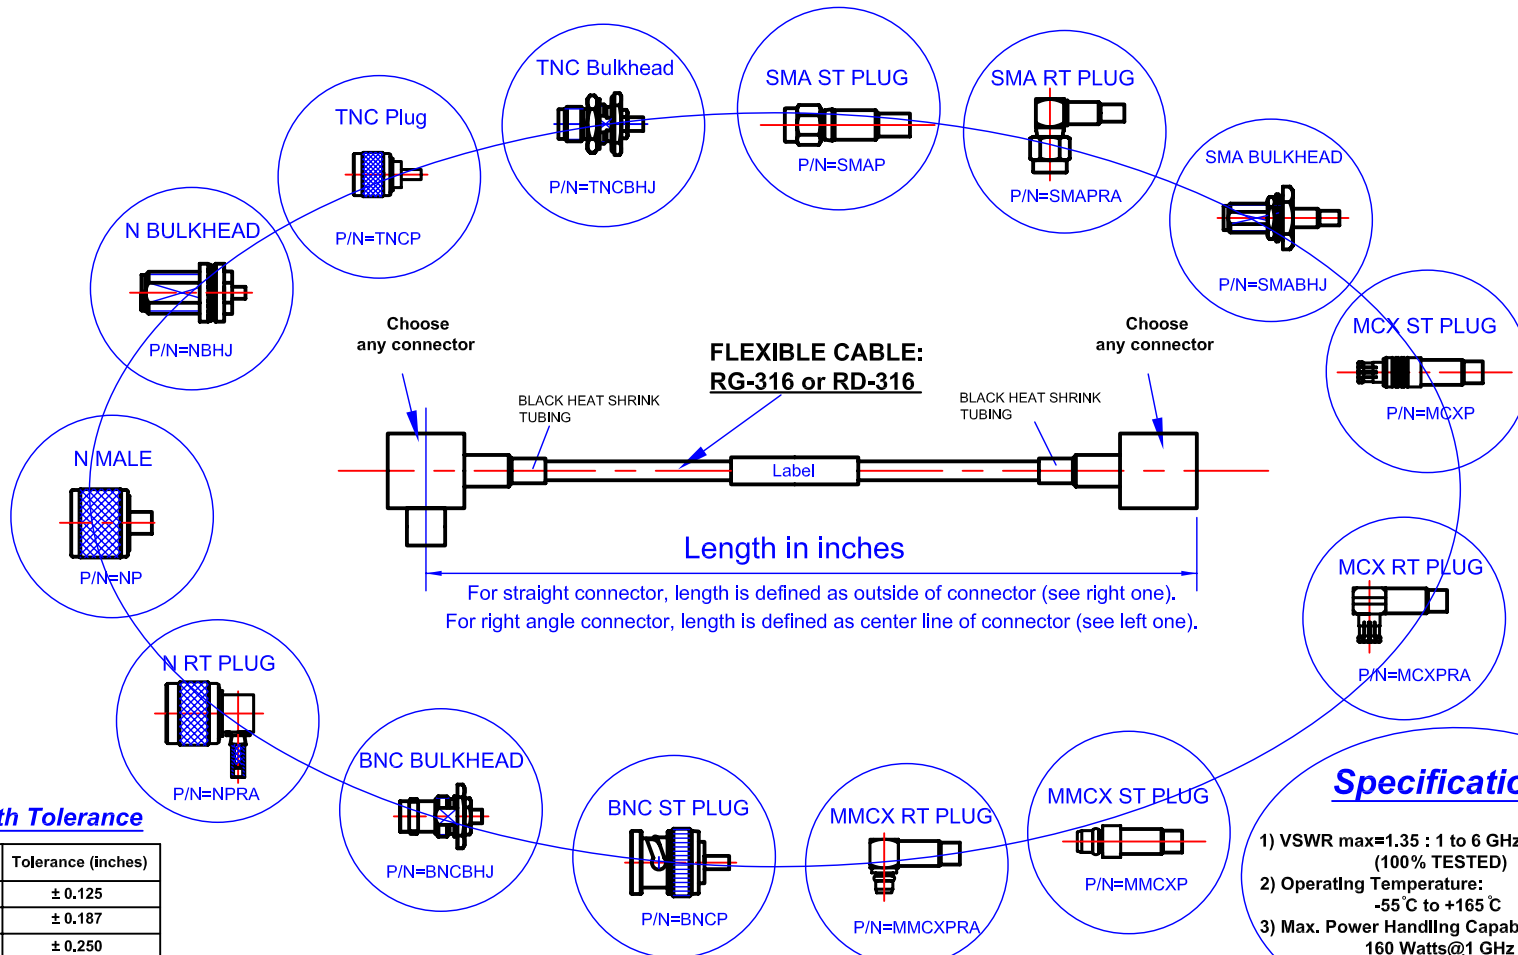 TNC Bulkhead
P/N=TNCBHJ
SMA ST PLUG
P/N=SMAP
SMA RT PLUG
P/N=SMAPRA
TNC Plug
P/N=TNCP
SMA BULKHEAD
P/N=SMABHJ
N BULKHEAD
P/N=NBHJ
MCX ST PLUG
P/N=MCXP
Choose
any connector
FLEXIBLE CABLE:
RG-316 or RD-316
Choose
any connector
BLACK HEAT SHRINK
TUBING
BLACK HEAT SHRINK
TUBING
Label
N MALE
P/N=NP
Length in inches
For straight connector, length is defined as outside of connector (see right one).
For right angle connector, length is defined as center line of connector (see left one).
MCX RT PLUG
P/N=MCXPRA
N RT PLUG
P/N=NPRA
BNC BULKHEAD
P/N=BNCBHJ
BNC ST PLUG
P/N=BNCP
MMCX RT PLUG
P/N=MMCXPRA
MMCX ST PLUG
P/N=MMCXP
th Tolerance
Tolerance (inches)
± 0.125
± 0.187
± 0.250
Specificatio
1) VSWR max=1.35 : 1 to 6 GHz
(100% TESTED)
2) Operating Temperature:
-55°C to +165°C
3) Max. Power Handling Capab
160 Watts@1 GHz